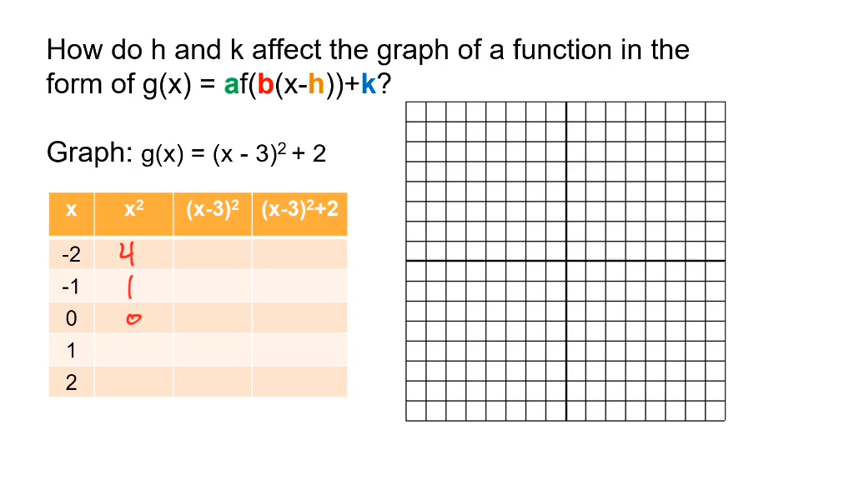 How do h and k affect the graph of a function in the
form of g(x) = af(b(x-h))+k?
Graph: g(x) = (x - 3)² + 2
x x² (x-3)² (x-3)²+2
-2 4
-1 1
0 0
1
2